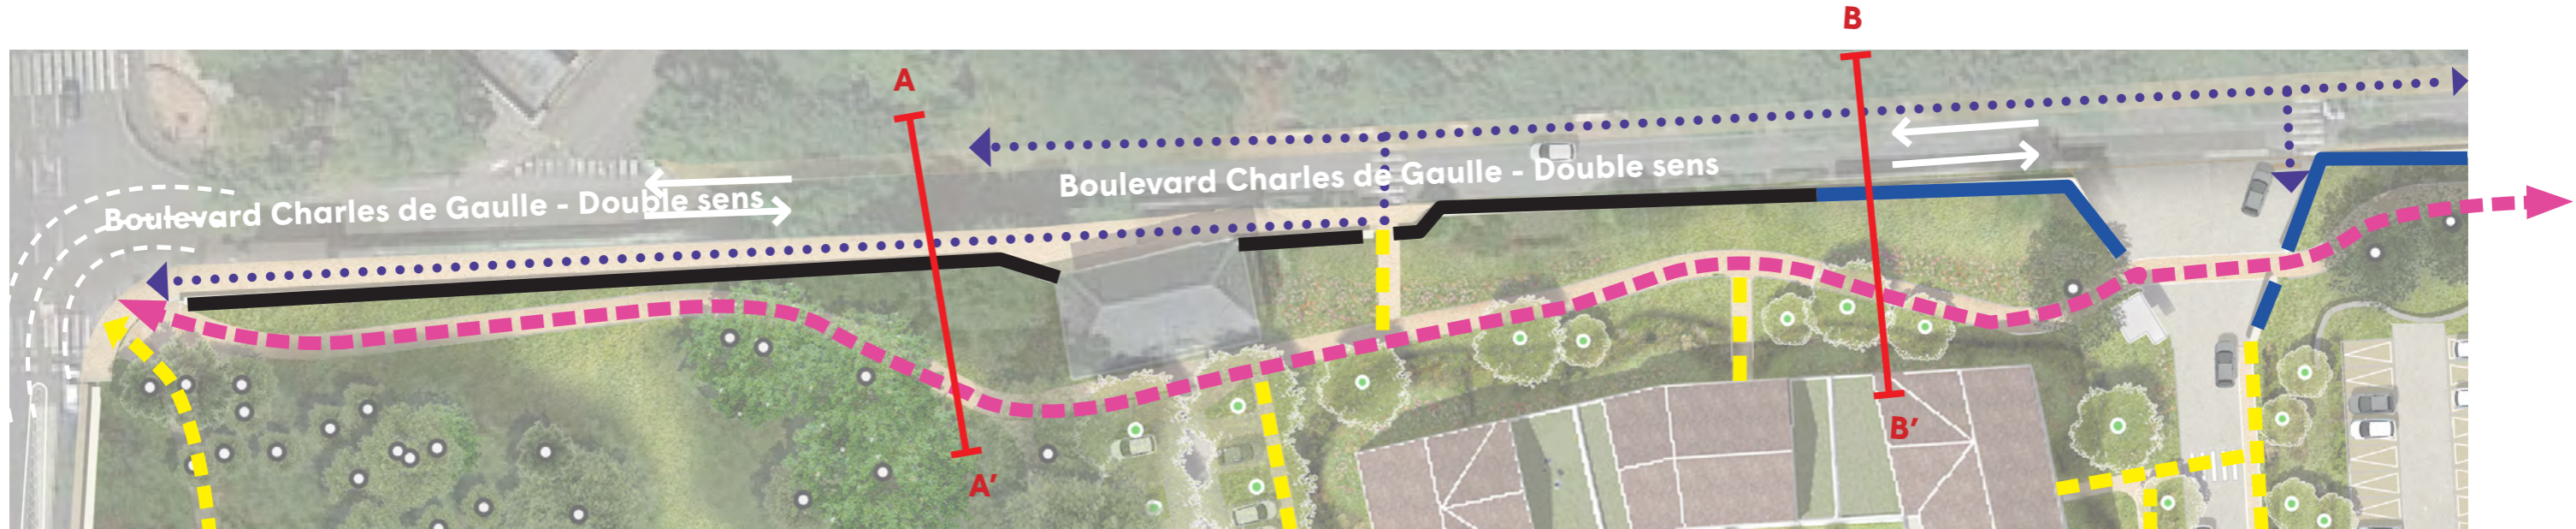 B
A
Boulevard Charles de Gaulle - Double sens
Boulevard Charles de Gaulle - Double sens
B'
A'